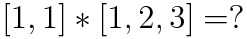 [1, 1] ∗ [1, 2, 3] =?